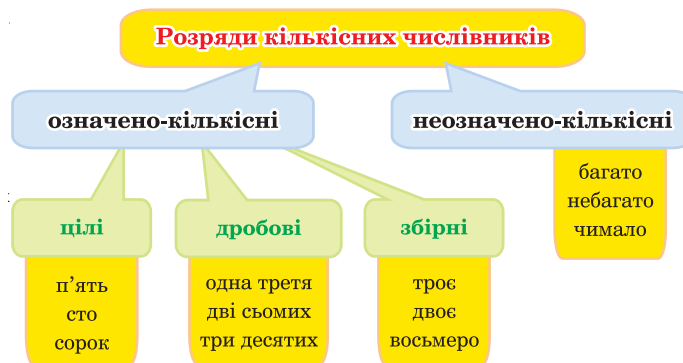 Розряди кількісних числівників
означено-кількісні
неозначено-кількісні
багато
небагато
чимало
цілі
дробові
збірні
п’ять
сто
сорок
одна третя
дві сьомих
три десятих
троє
двоє
восьмеро